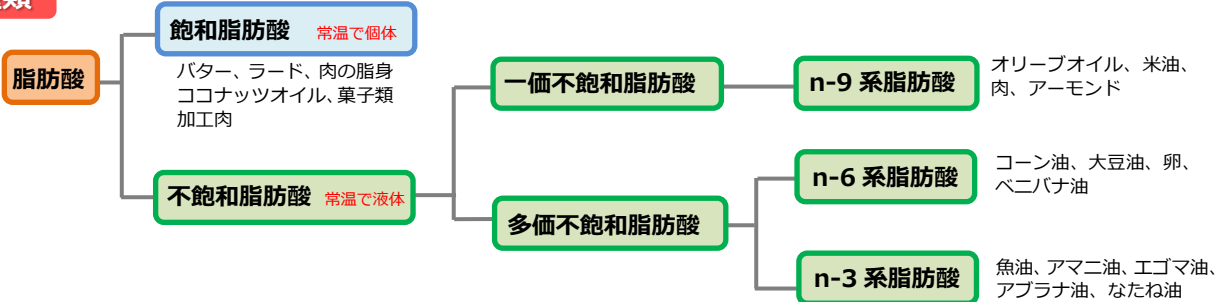 類
脂肪酸
飽和脂肪酸 常温で個体
バター、ラード、肉の脂身
ココナッツオイル、菓子類
加工肉
不飽和脂肪酸 常温で液体
一価不飽和脂肪酸
多価不飽和脂肪酸
n-9 系脂肪酸
オリーブオイル、米油、
肉、アーモンド
n-6 系脂肪酸
コーン油、大豆油、卵、
ベニバナ油
n-3 系脂肪酸
魚油、アマニ油、エゴマ油、
アブラナ油、なたね油